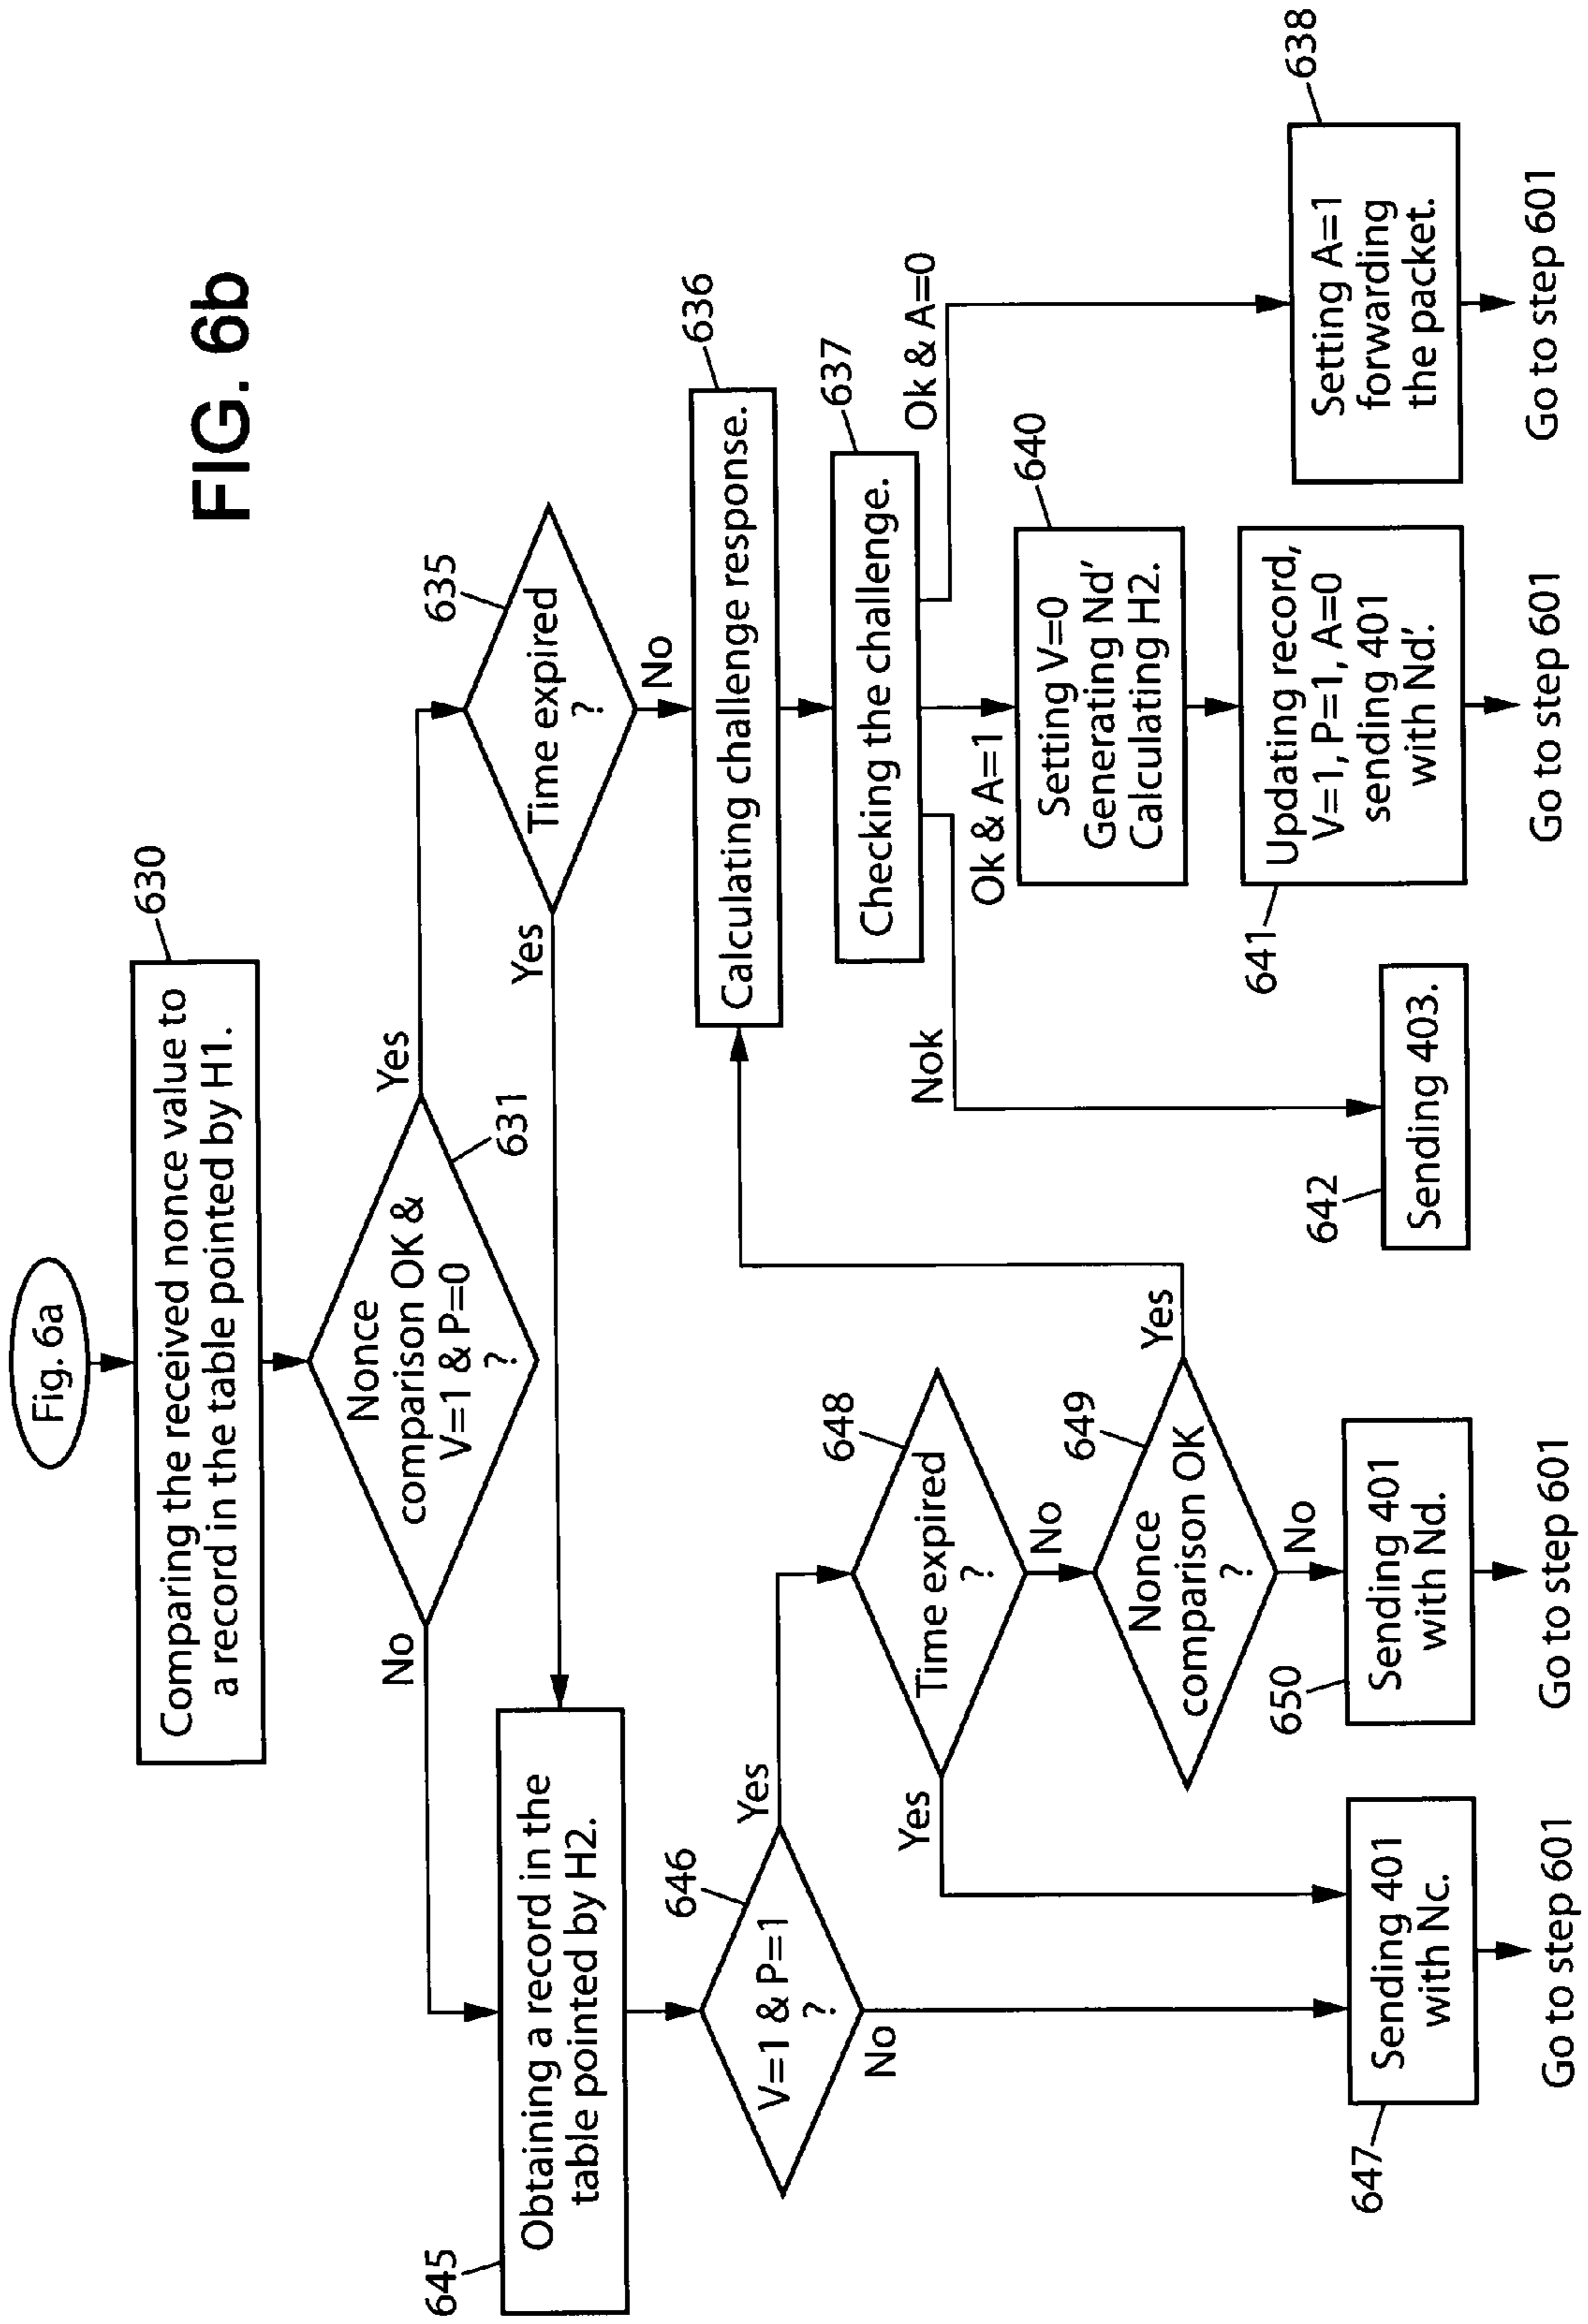 FIG. 6b
Fig. 6a
630
Comparing the received nonce value to
a record in the table pointed by H1.
631
Nonce
comparison OK &
V=1 & P=0
?
Yes
No
635
Time expired
?
Yes
No
636
Calculating challenge response.
637
Checking the challenge.
Nok
Ok & A=1
Ok & A=0
640
Setting V=0
Generating Nd'
Calculating H2.
641
Updating record,
V=1, P=1, A=0
sending 401
with Nd'.
Go to step 601
638
Setting A=1
forwarding
the packet.
Go to step 601
642
Sending 403.
645
Obtaining a record in the
table pointed by H2.
646
V=1 & P=1
?
Yes
No
648
Time expired
?
Yes
No
649
Nonce
comparison OK
?
Yes
No
650
Sending 401
with Nd.
Go to step 601
647
Sending 401
with Nc.
Go to step 601